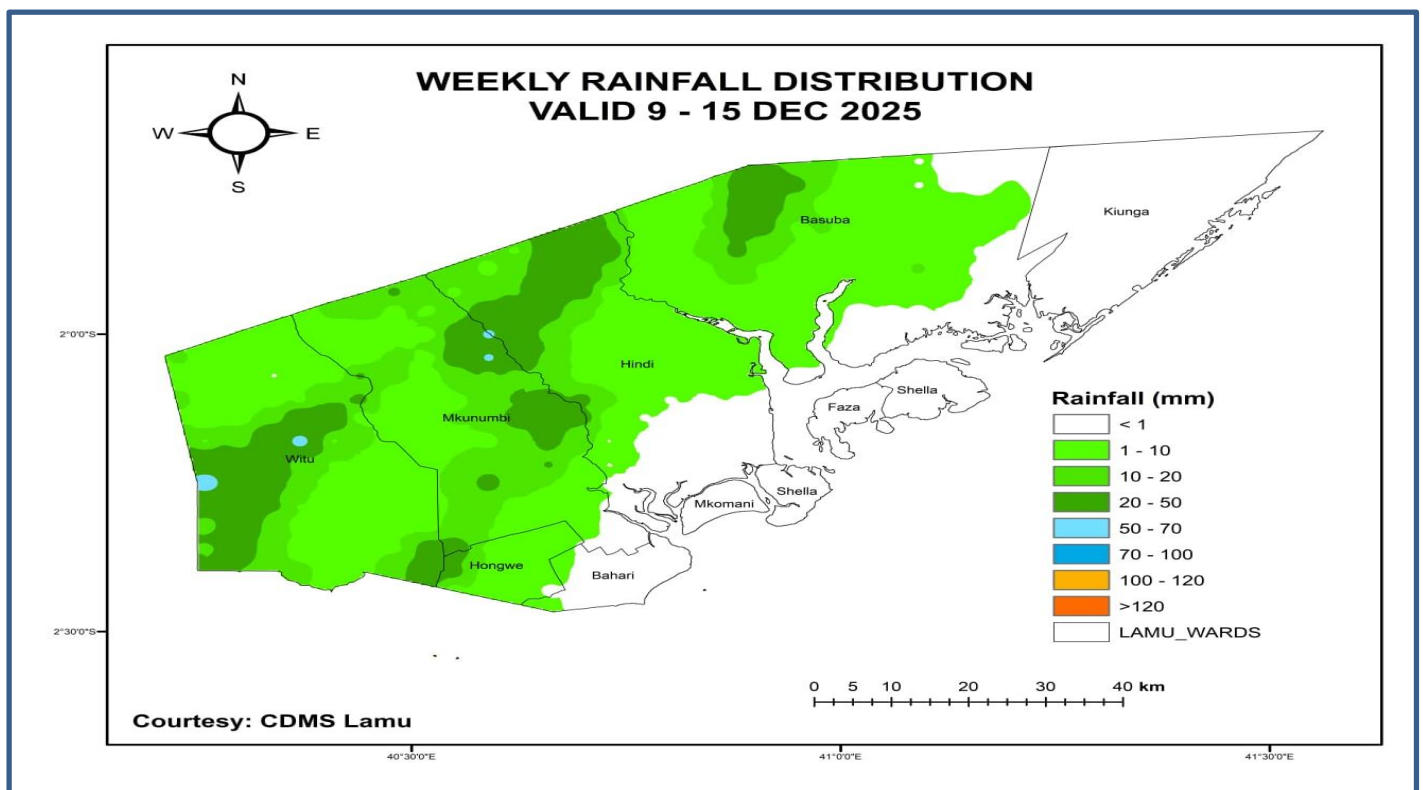 WEEKLY RAINFALL DISTRIBUTION
VALID 9 - 15 DEC 2025
N
W E
S
Basuba
Kiunga
2°0'0"S
Hindi
Shella
Faza
Mkunumbi
Witu
Shella
Mkomani
Hongwe
Bahari
Rainfall (mm)
< 1
1 - 10
10 - 20
20 - 50
50 - 70
70 - 100
100 - 120
>120
LAMU_WARDS
2°30'0"S
0 5 10 20 30 40 km
Courtesy: CDMS Lamu
40°30'0"E 41°0'0"E 41°30'0"E